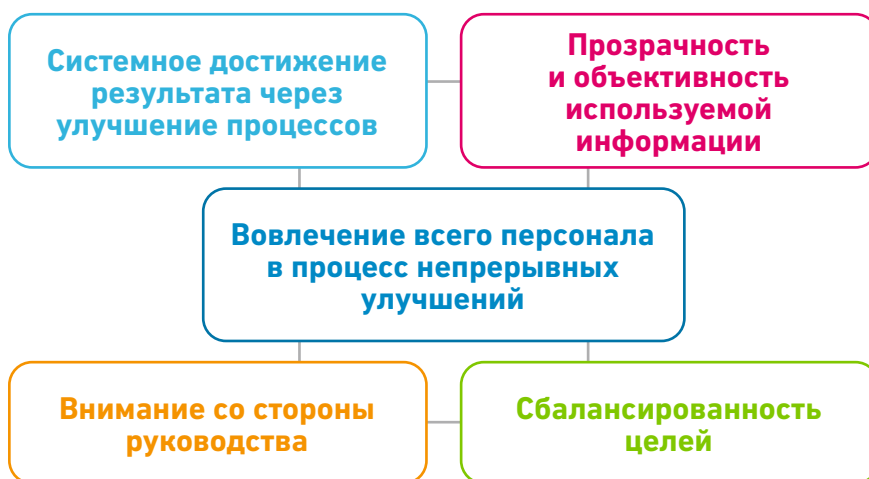 Системное достижение
результата через
улучшение процессов
Прозрачность
и объективность
используемой
информации
Вовлечение всего персонала
в процесс непрерывных
улучшений
Внимание со стороны
руководства
Сбалансированность
целей